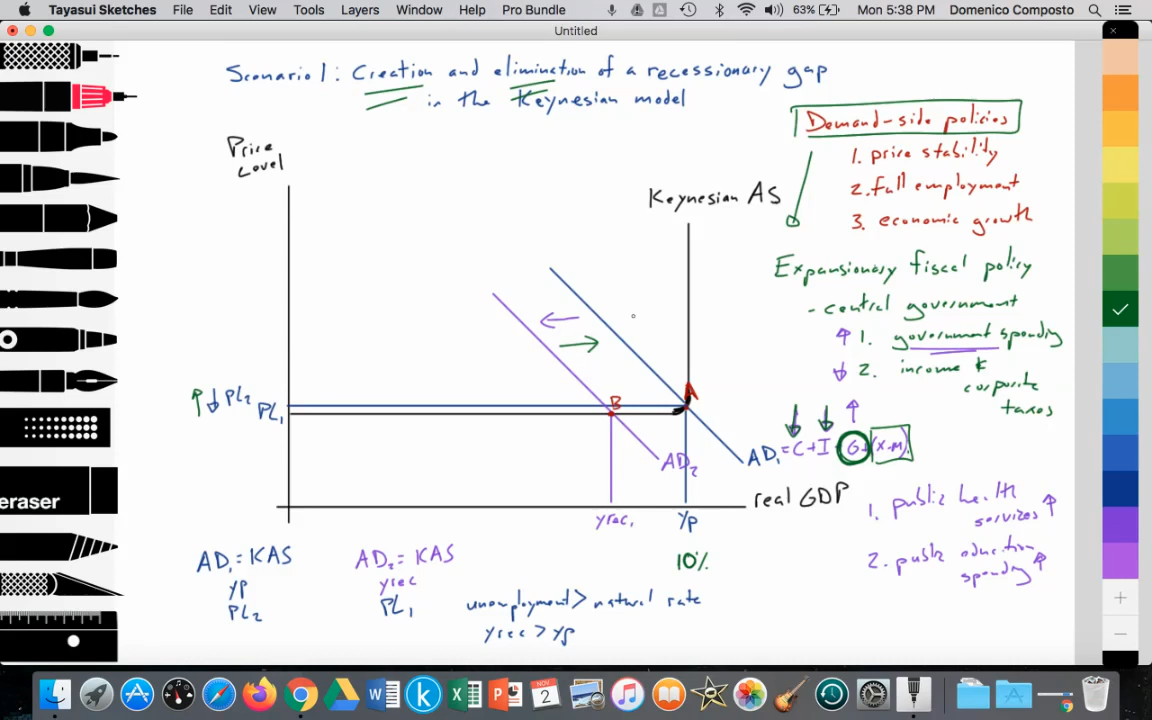 Tayasui Sketches File Edit View Tools Layers Window Help Pro Bundle 63% Mon 5:38 PM Domenico Composto
Untitled
Scenario 1: Creation and elimination of a recessionary gap
in the Keynesian model
Price
Level
Keynesian AS
Demand-side policies
1. price stability
2. full employment
3. economic growth
Expansionary fiscal policy
- central government
↑ 1. government spending
↓ 2. income &
corporate
taxes
↑↓ PL2
PL1
B
A
AD2
AD1 = C + I + G + (X-M)
real GDP
yrec1
Yp
1. public health
services ↑
2. public education
spending ↑
AD1 = KAS
Yp
PL2
AD2 = KAS
yrec
PL1
10%
unemployment > natural rate
yrec > yp
eraser
W
X
P
NOV
2